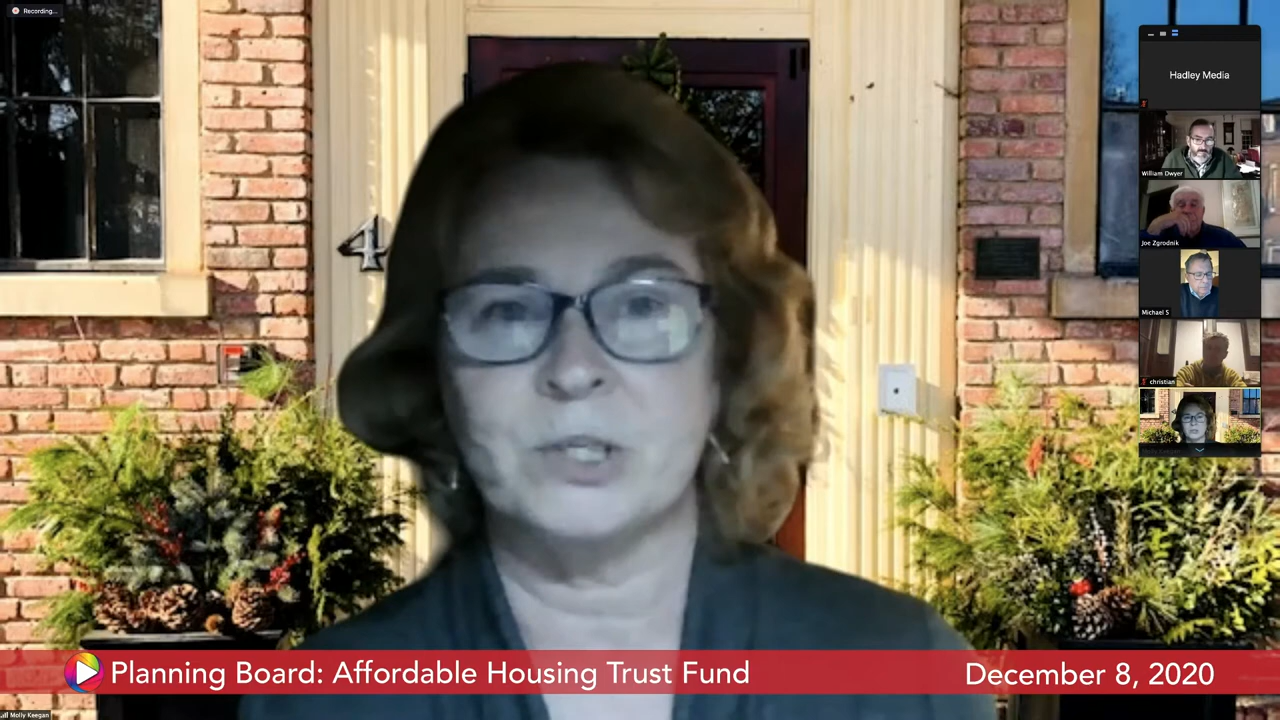 Recording...
Hadley Media
William Dwyer
Joe Zgrodnik
4
Michael S
christian
Planning Board: Affordable Housing Trust Fund
December 8, 2020
Molly Keegan